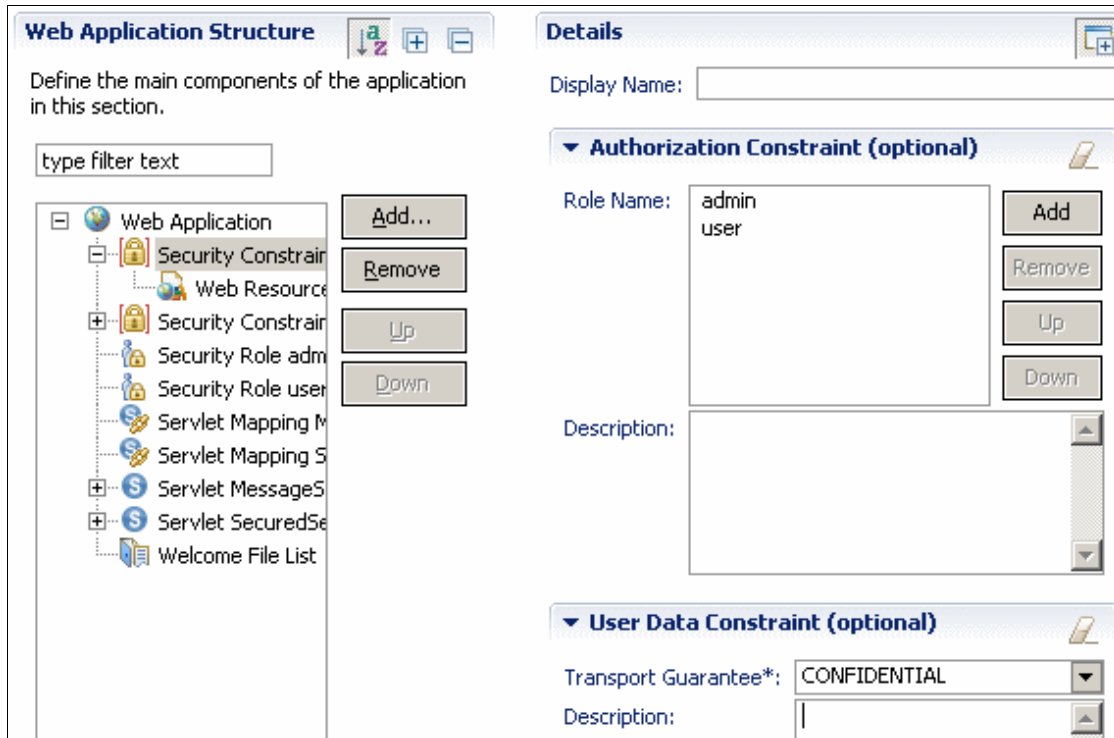 Web Application Structure
a
z
Define the main components of the application
in this section.
type filter text
Web Application
Security Constrain
Web Resource
Security Constrain
Security Role adm
Security Role user
Servlet Mapping M
Servlet Mapping S
Servlet MessageS
Servlet SecuredSe
Welcome File List
Add...
Remove
Up
Down
Details
Display Name:
Authorization Constraint (optional)
Role Name:
admin
user
Add
Remove
Up
Down
Description:
User Data Constraint (optional)
Transport Guarantee*: CONFIDENTIAL
Description: